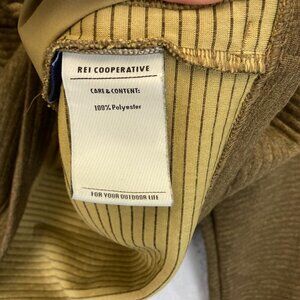 REI COOPERATIVE
CARE & CONTENT:
100% Polyester
FOR YOUR OUTDOOR LIFE